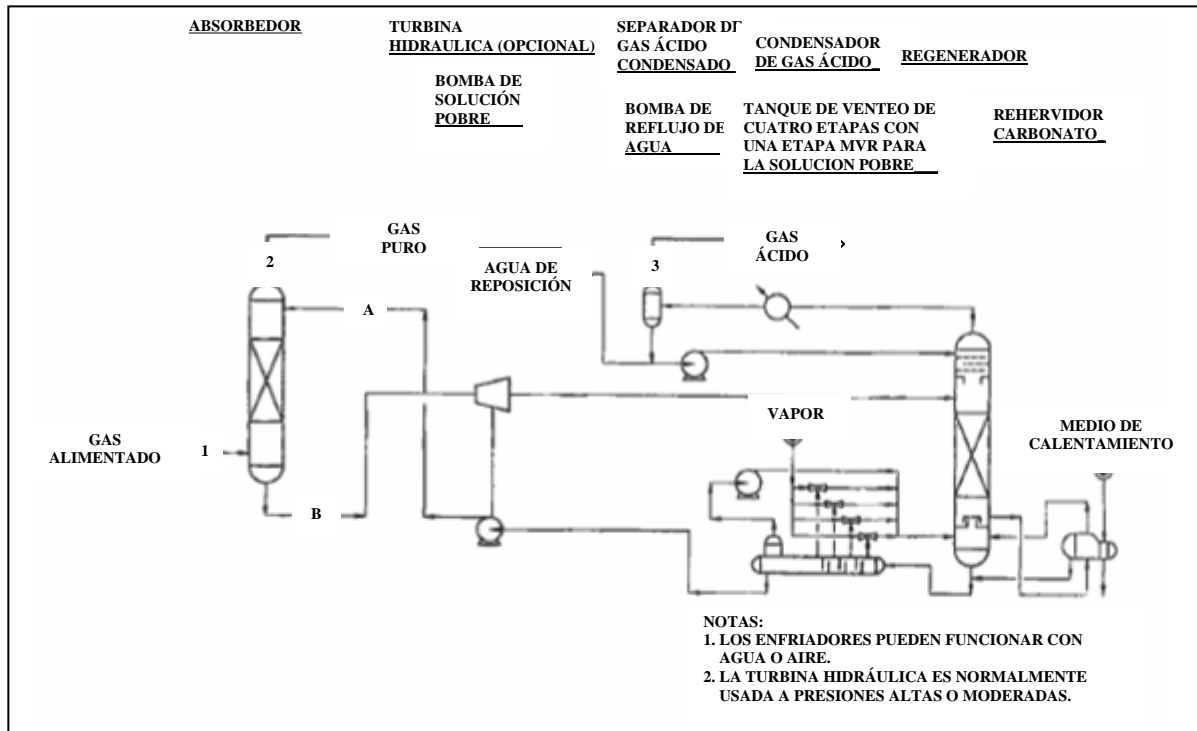 ABSORBEDOR
TURBINA
HIDRAULICA (OPCIONAL)
SEPARADOR DE
GAS ÁCIDO
CONDENSADO
CONDENSADOR
DE GAS ÁCIDO_
REGENERADOR
BOMBA DE
SOLUCIÓN
POBRE
BOMBA DE
REFLUJO DE
AGUA
TANQUE DE VENTEO DE
CUATRO ETAPAS CON
UNA ETAPA MVR PARA
LA SOLUCION POBRE
REHERVIDOR
CARBONATO_
GAS
PURO
2
AGUA DE
REPOSICIÓN
3
GAS
ÁCIDO
A
VAPOR
GAS
ALIMENTADO
1
MEDIO DE
CALENTAMIENTO
B
NOTAS:
1. LOS ENFRIADORES PUEDEN FUNCIONAR CON
AGUA O AIRE.
2. LA TURBINA HIDRÁULICA ES NORMALMENTE
USADA A PRESIONES ALTAS O MODERADAS.